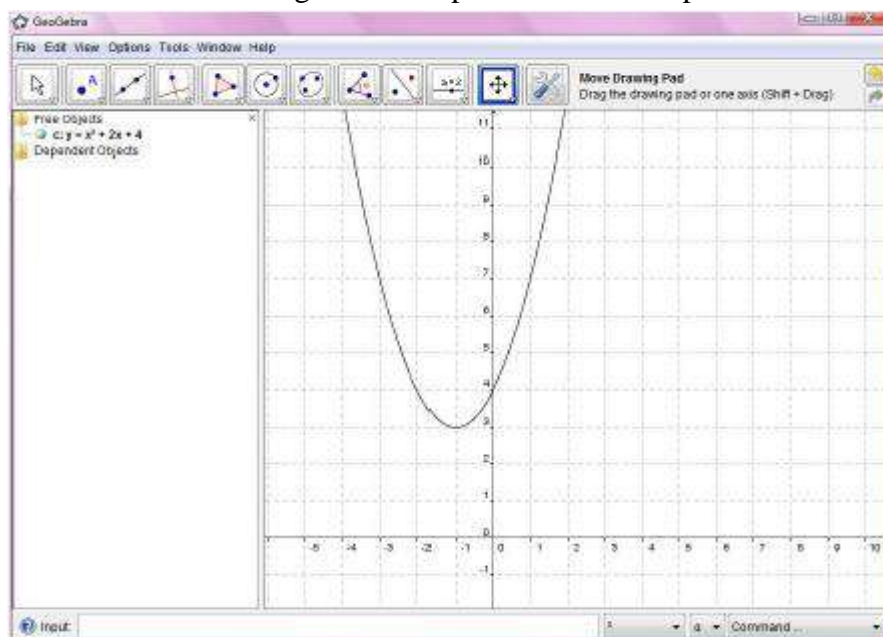 GeoGebra
File Edit View Options Tools Window Help
Move Drawing Pad
Drag the drawing pad or one axis (Shift + Drag)
Free Objects
c: y = x² + 2x + 4
Dependent Objects
A
a=2
11
10
9
8
7
6
5
4
3
2
1
0
-1
-5 -4 -3 -2 -1 0 1 2 3 4 5 6 7 8 9 10
Input:
² α Command ...